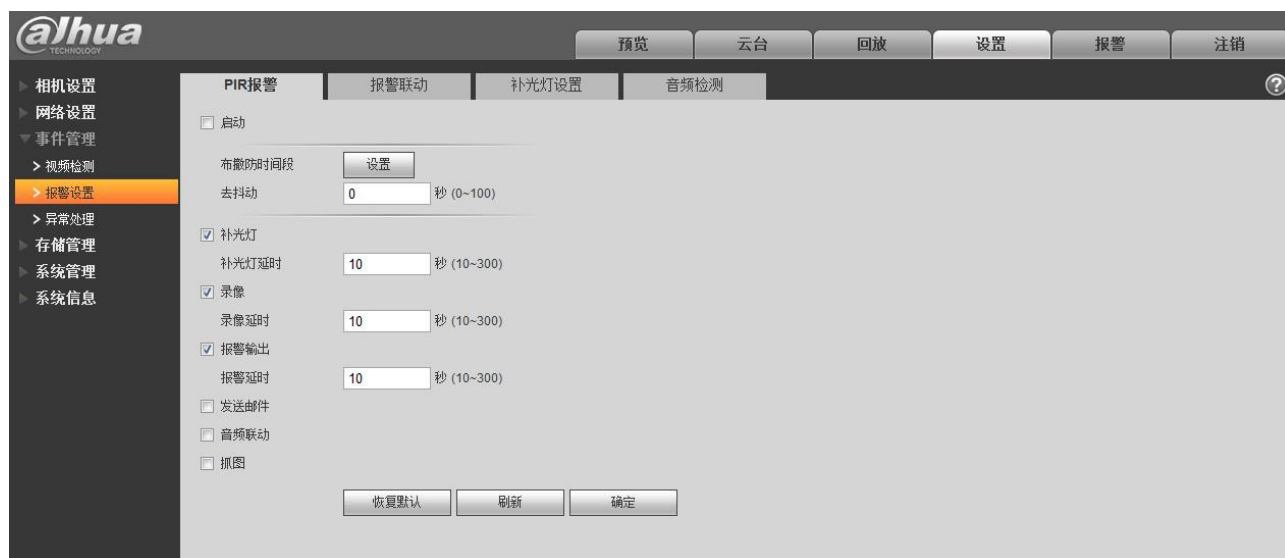 alhua
TECHNOLOGY
预览 云台 回放 设置 报警 注销
相机设置
网络设置
事件管理
> 视频检测
> 报警设置
> 异常处理
存储管理
系统管理
系统信息
PIR报警 报警联动 补光灯设置 音频检测
?
启动
布撤防时间段 设置
去抖动 0 秒 (0~100)
补光灯
补光灯延时 10 秒 (10~300)
录像
录像延时 10 秒 (10~300)
报警输出
报警延时 10 秒 (10~300)
发送邮件
音频联动
抓图
恢复默认 刷新 确定